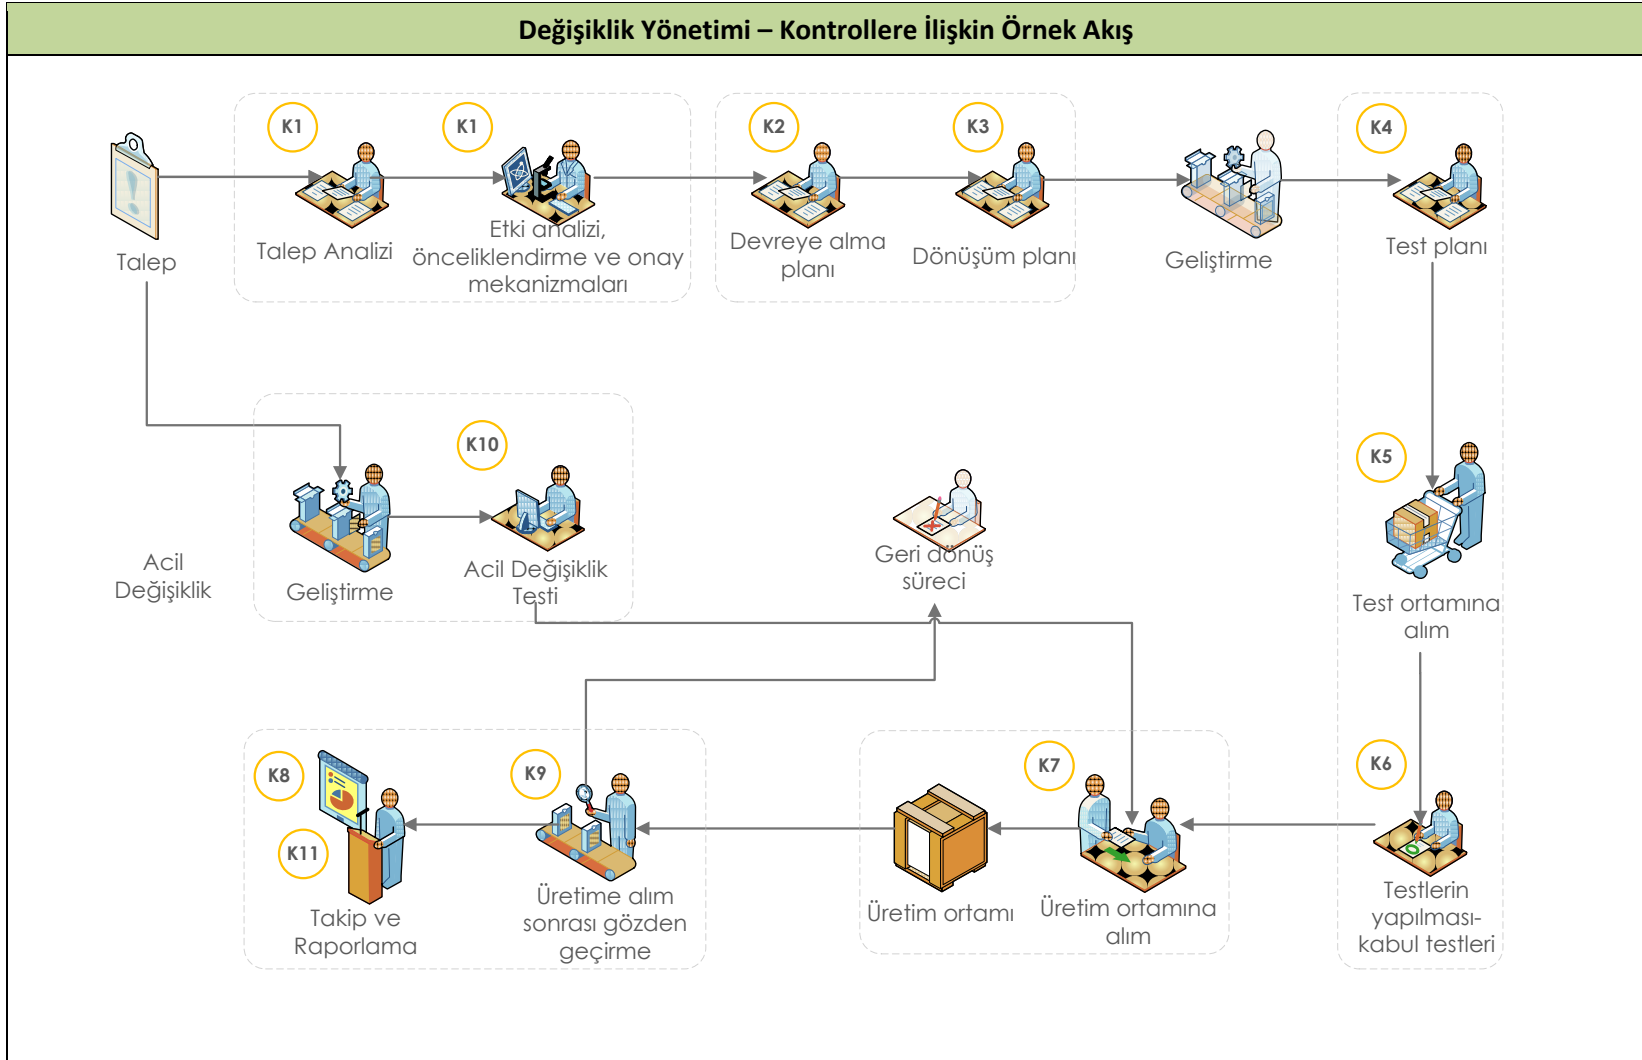 Değişiklik Yönetimi – Kontrollere İlişkin Örnek Akış
K1
K1
K2
K3
K4
Talep
Talep Analizi
Etki analizi,
önceliklendirme ve onay
mekanizmaları
Devreye alma
planı
Dönüşüm planı
Geliştirme
Test planı
K10
K5
Acil
Değişiklik
Geliştirme
Acil Değişiklik
Testi
Geri dönüş
süreci
Test ortamına
alım
K8
K11
K9
K7
K6
Takip ve
Raporlama
Üretime alım
sonrası gözden
geçirme
Üretim ortamı
Üretim ortamına
alım
Testlerin
yapılması-
kabul testleri